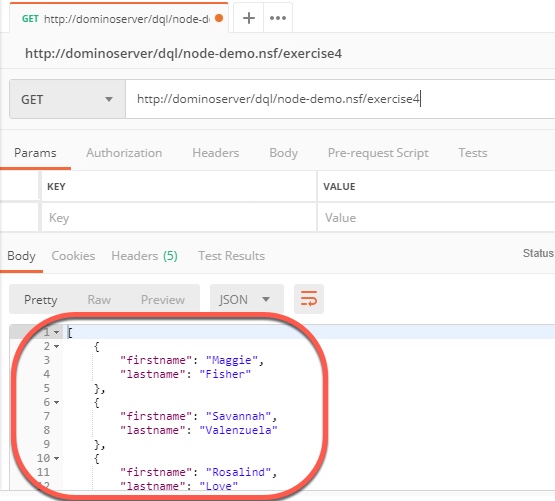 GET http://dominoserver/dql/node-d
http://dominoserver/dql/node-demo.nsf/exercise4
GET http://dominoserver/dql/node-demo.nsf/exercise4
Params Authorization Headers Body Pre-request Script Tests
KEY VALUE
Key Value
Body Cookies Headers (5) Test Results Status
Pretty Raw Preview JSON
1 [
2 {
3 "firstname": "Maggie",
4 "lastname": "Fisher"
5 },
6 {
7 "firstname": "Savannah",
8 "lastname": "Valenzuela"
9 },
10 {
11 "firstname": "Rosalind",
12 "lastname": "Love"